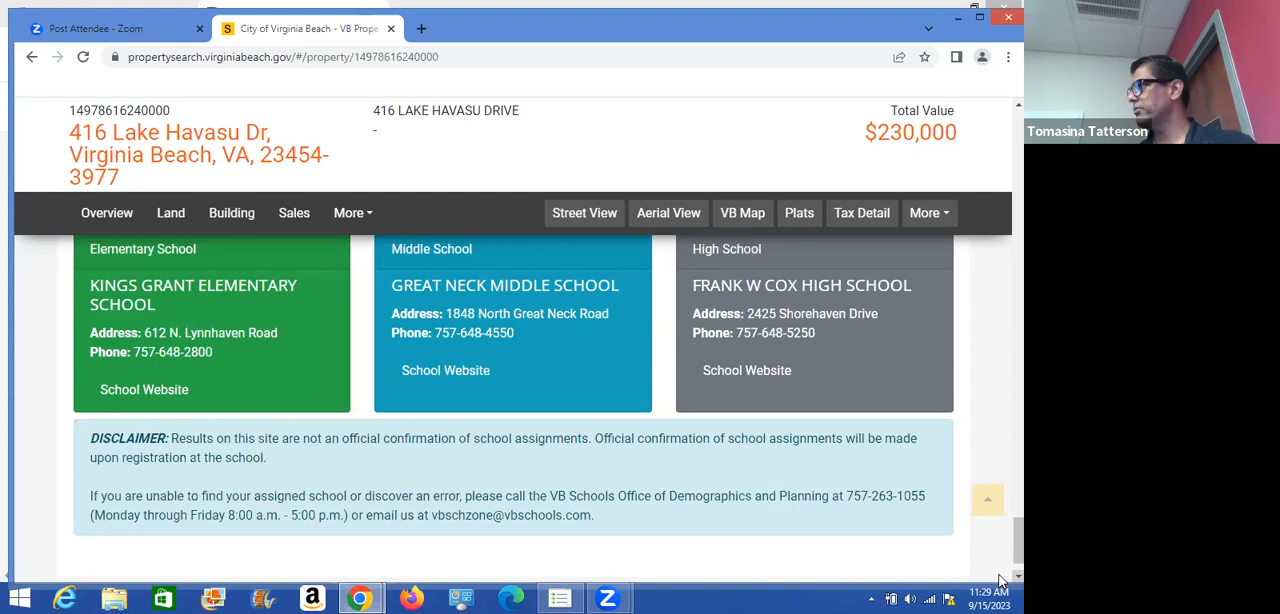 Post Attendee - Zoom
City of Virginia Beach - VB Prope
propertysearch.virginiabeach.gov/#/property/14978616240000
14978616240000
416 Lake Havasu Dr,
Virginia Beach, VA, 23454-
3977
416 LAKE HAVASU DRIVE
-
Total Value
$230,000
Overview Land Building Sales More
Street View Aerial View VB Map Plats Tax Detail More
Elementary School
KINGS GRANT ELEMENTARY
SCHOOL
Address: 612 N. Lynnhaven Road
Phone: 757-648-2800
School Website
Middle School
GREAT NECK MIDDLE SCHOOL
Address: 1848 North Great Neck Road
Phone: 757-648-4550
School Website
High School
FRANK W COX HIGH SCHOOL
Address: 2425 Shorehaven Drive
Phone: 757-648-5250
School Website
DISCLAIMER: Results on this site are not an official confirmation of school assignments. Official confirmation of school assignments will be made
upon registration at the school.
If you are unable to find your assigned school or discover an error, please call the VB Schools Office of Demographics and Planning at 757-263-1055
(Monday through Friday 8:00 a.m. - 5:00 p.m.) or email us at vbschzone@vbschools.com.
11:29 AM
9/15/2023
Tomasina Tatterson